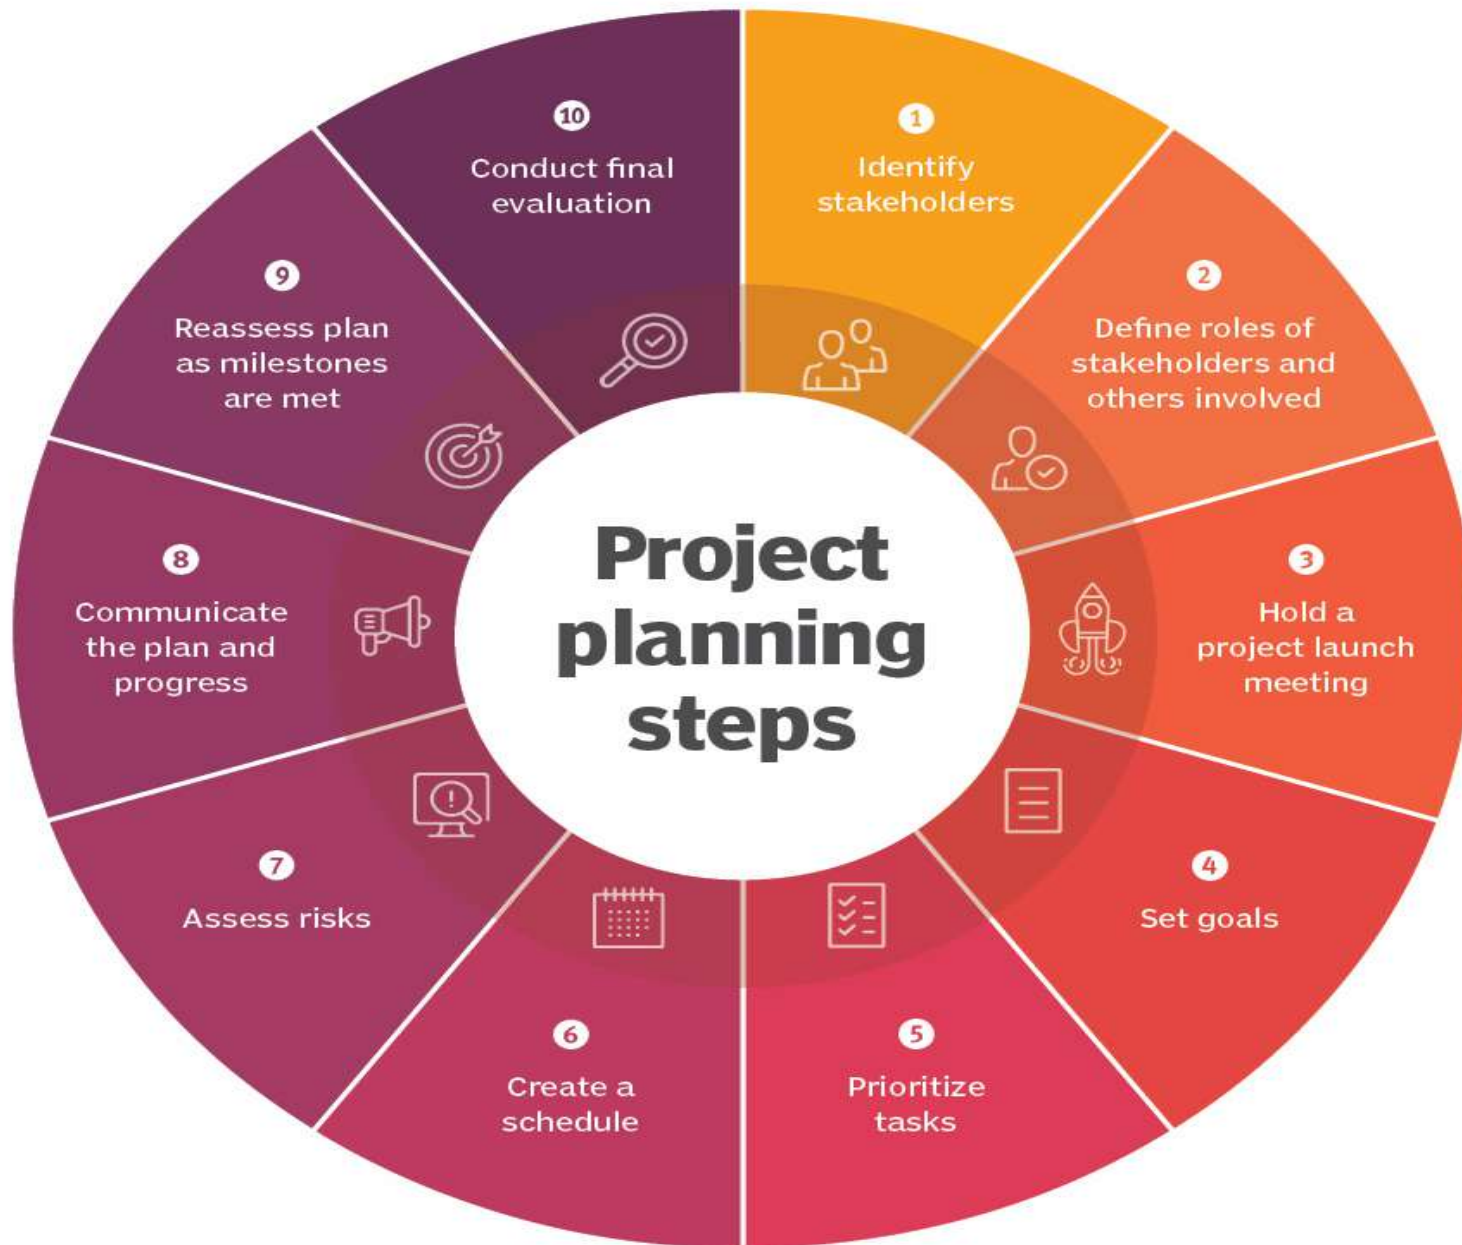 Project
planning
steps
1
Identify
stakeholders
2
Define roles of
stakeholders and
others involved
3
Hold a
project launch
meeting
4
Set goals
5
Prioritize
tasks
6
Create a
schedule
7
Assess risks
8
Communicate
the plan and
progress
9
Reassess plan
as milestones
are met
10
Conduct final
evaluation